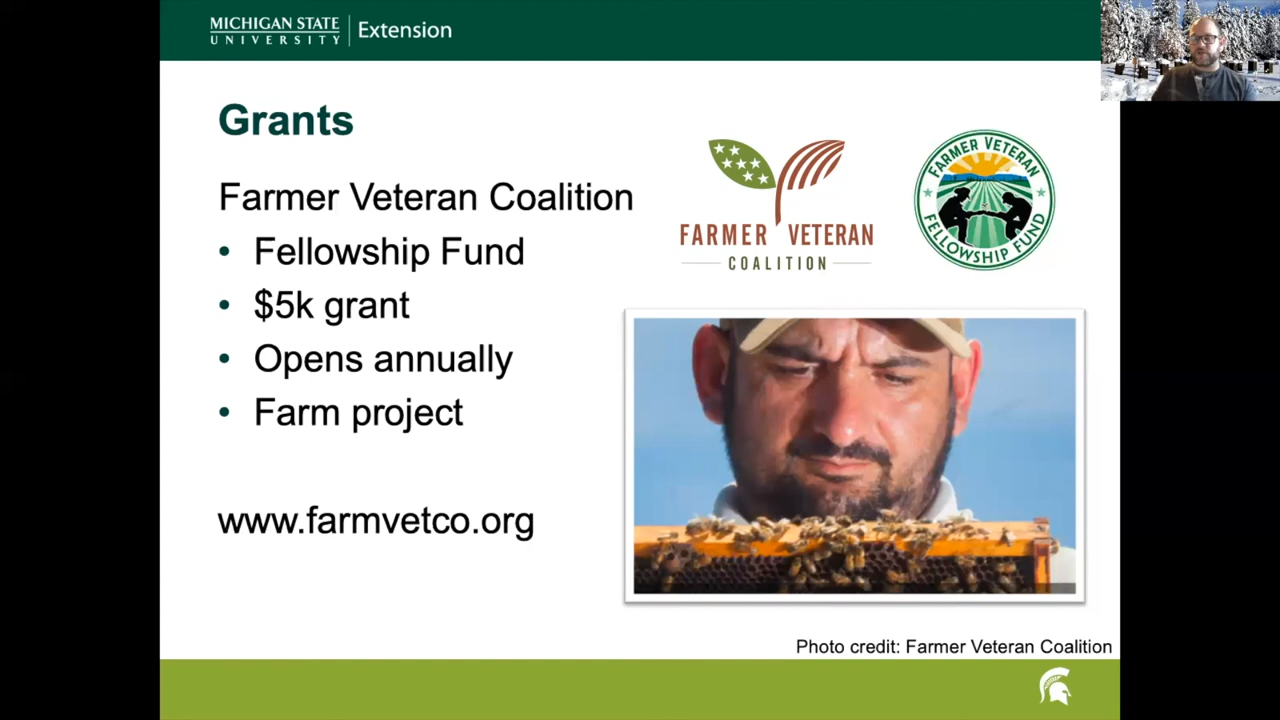 MICHIGAN STATE
UNIVERSITY
Extension
Grants
Farmer Veteran Coalition
• Fellowship Fund
• $5k grant
• Opens annually
• Farm project
www.farmvetco.org
FARMER VETERAN
COALITION
FARMER VETERAN
FELLOWSHIP FUND
Photo credit: Farmer Veteran Coalition